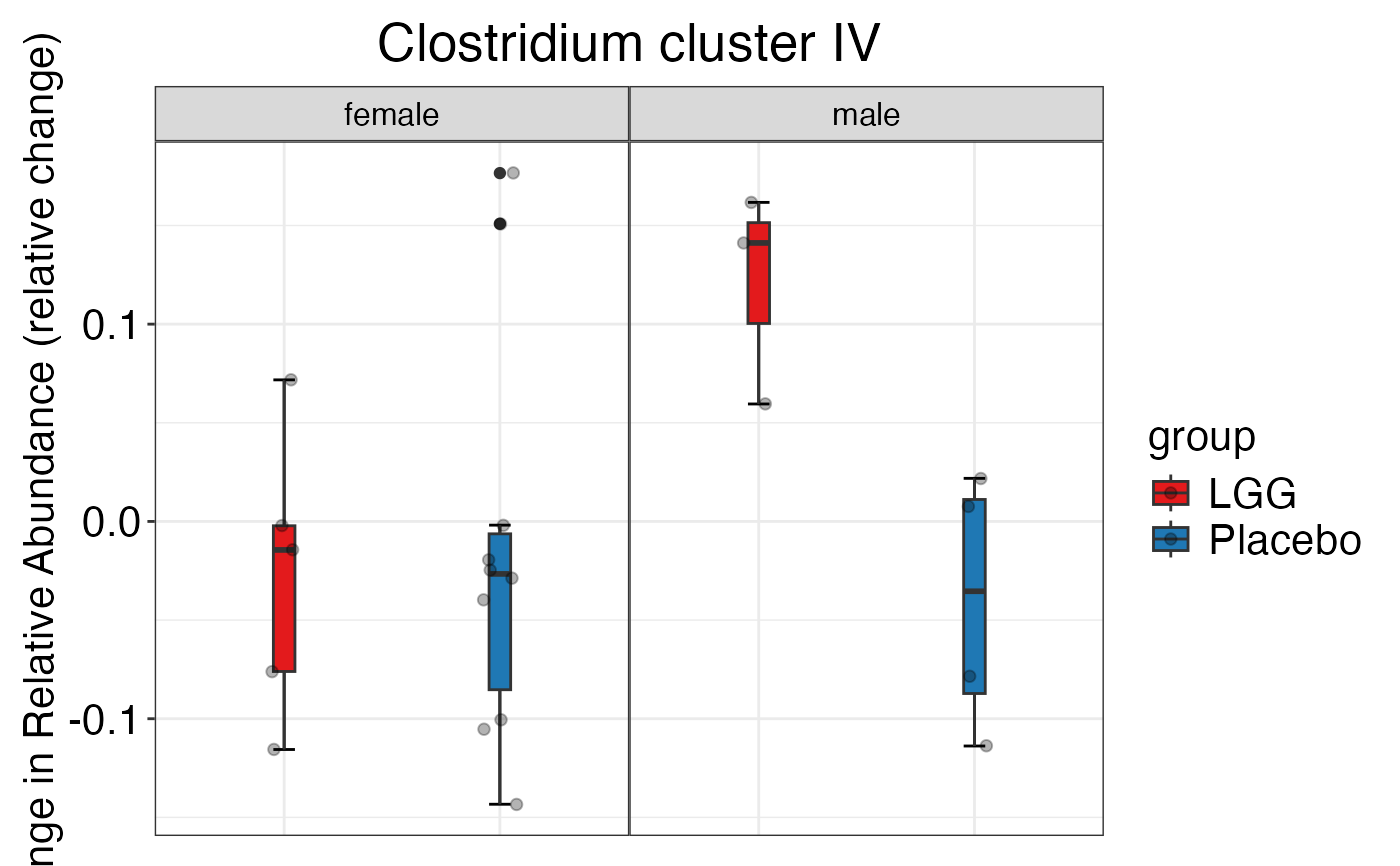 Clostridium cluster IV
female
male
nge in Relative Abundance (relative change)
0.1
0.0
-0.1
group
LGG
Placebo